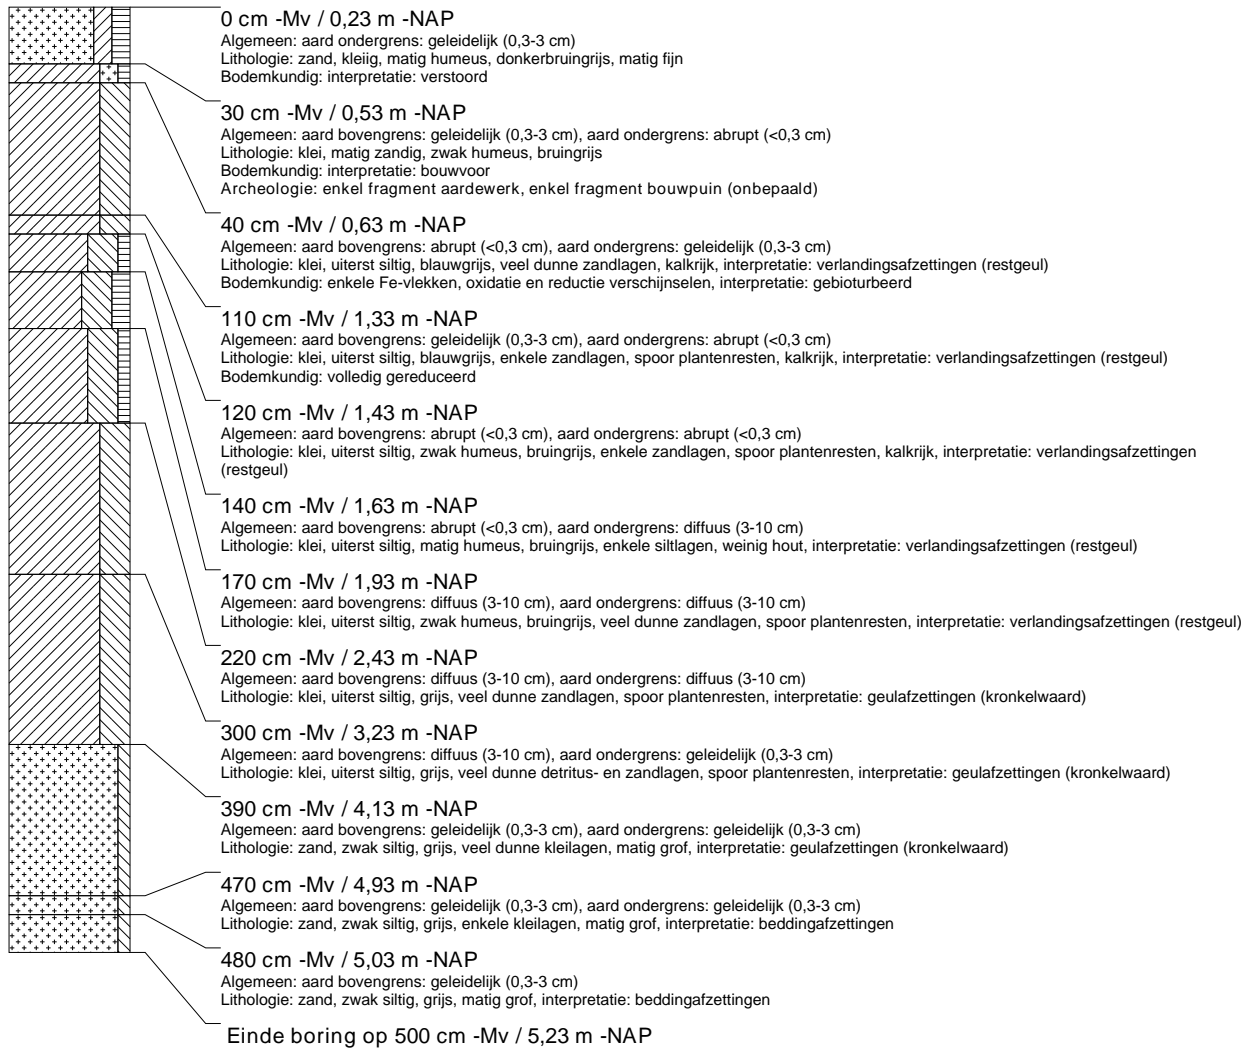 0 cm -Mv / 0,23 m -NAP
Algemeen: aard ondergrens: geleidelijk (0,3-3 cm)
Lithologie: zand, kleiig, matig humeus, donkerbruingrijs, matig fijn
Bodemkundig: interpretatie: verstoord
30 cm -Mv / 0,53 m -NAP
Algemeen: aard bovengrens: geleidelijk (0,3-3 cm), aard ondergrens: abrupt (<0,3 cm)
Lithologie: klei, matig zandig, zwak humeus, bruingrijs
Bodemkundig: interpretatie: bouwvoor
Archeologie: enkel fragment aardewerk, enkel fragment bouwpuin (onbepaald)
40 cm -Mv / 0,63 m -NAP
Algemeen: aard bovengrens: abrupt (<0,3 cm), aard ondergrens: geleidelijk (0,3-3 cm)
Lithologie: klei, uiterst siltig, blauwgrijs, veel dunne zandlagen, kalkrijk, interpretatie: verlandingsafzettingen (restgeul)
Bodemkundig: enkele Fe-vlekken, oxidatie en reductie verschijnselen, interpretatie: gebioturbeerd
110 cm -Mv / 1,33 m -NAP
Algemeen: aard bovengrens: geleidelijk (0,3-3 cm), aard ondergrens: abrupt (<0,3 cm)
Lithologie: klei, uiterst siltig, blauwgrijs, enkele zandlagen, spoor plantenresten, kalkrijk, interpretatie: verlandingsafzettingen (restgeul)
Bodemkundig: volledig gereduceerd
120 cm -Mv / 1,43 m -NAP
Algemeen: aard bovengrens: abrupt (<0,3 cm), aard ondergrens: abrupt (<0,3 cm)
Lithologie: klei, uiterst siltig, zwak humeus, bruingrijs, enkele zandlagen, spoor plantenresten, kalkrijk, interpretatie: verlandingsafzettingen
(restgeul)
140 cm -Mv / 1,63 m -NAP
Algemeen: aard bovengrens: abrupt (<0,3 cm), aard ondergrens: diffuus (3-10 cm)
Lithologie: klei, uiterst siltig, matig humeus, bruingrijs, enkele siltlagen, weinig hout, interpretatie: verlandingsafzettingen (restgeul)
170 cm -Mv / 1,93 m -NAP
Algemeen: aard bovengrens: diffuus (3-10 cm), aard ondergrens: diffuus (3-10 cm)
Lithologie: klei, uiterst siltig, zwak humeus, bruingrijs, veel dunne zandlagen, spoor plantenresten, interpretatie: verlandingsafzettingen (restgeul)
220 cm -Mv / 2,43 m -NAP
Algemeen: aard bovengrens: diffuus (3-10 cm), aard ondergrens: diffuus (3-10 cm)
Lithologie: klei, uiterst siltig, grijs, veel dunne zandlagen, spoor plantenresten, interpretatie: geulafzettingen (kronkelwaard)
300 cm -Mv / 3,23 m -NAP
Algemeen: aard bovengrens: diffuus (3-10 cm), aard ondergrens: geleidelijk (0,3-3 cm)
Lithologie: klei, uiterst siltig, grijs, veel dunne detritus- en zandlagen, spoor plantenresten, interpretatie: geulafzettingen (kronkelwaard)
390 cm -Mv / 4,13 m -NAP
Algemeen: aard bovengrens: geleidelijk (0,3-3 cm), aard ondergrens: geleidelijk (0,3-3 cm)
Lithologie: zand, zwak siltig, grijs, veel dunne kleilagen, matig grof, interpretatie: geulafzettingen (kronkelwaard)
470 cm -Mv / 4,93 m -NAP
Algemeen: aard bovengrens: geleidelijk (0,3-3 cm), aard ondergrens: geleidelijk (0,3-3 cm)
Lithologie: zand, zwak siltig, grijs, enkele kleilagen, matig grof, interpretatie: beddingafzettingen
480 cm -Mv / 5,03 m -NAP
Algemeen: aard bovengrens: geleidelijk (0,3-3 cm)
Lithologie: zand, zwak siltig, grijs, matig grof, interpretatie: beddingafzettingen
Einde boring op 500 cm -Mv / 5,23 m -NAP